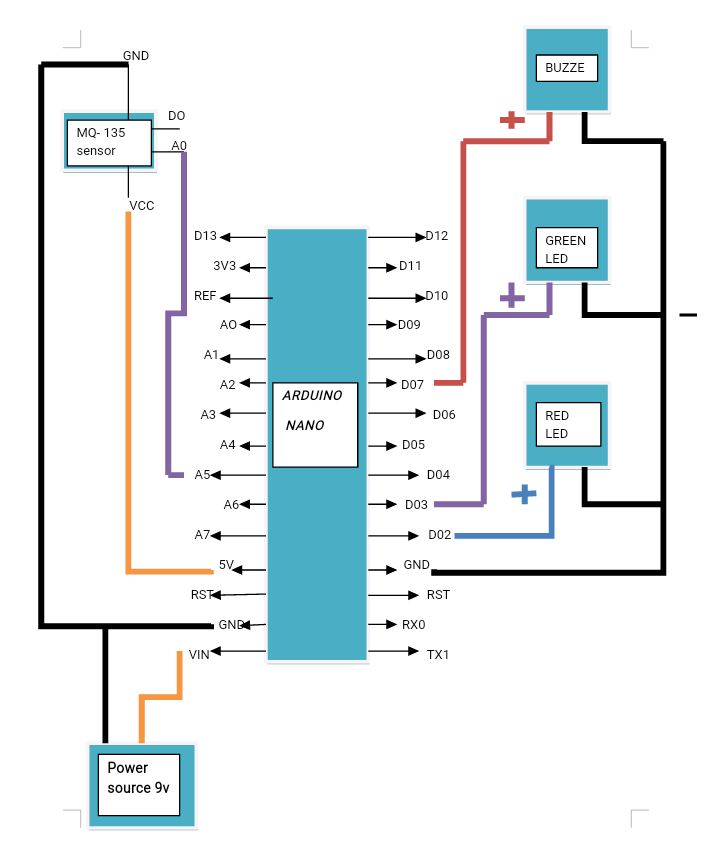 GND
DO
MQ- 135
sensor
A0
VCC
BUZZE
+
GREEN
LED
+
RED
LED
+
D13
3V3
REF
AO
A1
A2
A3
A4
A5
A6
A7
5V
RST
GND
VIN
ARDUINO
NANO
D12
D11
D10
D09
D08
D07
D06
D05
D04
D03
D02
GND
RST
RX0
TX1
Power
source 9v